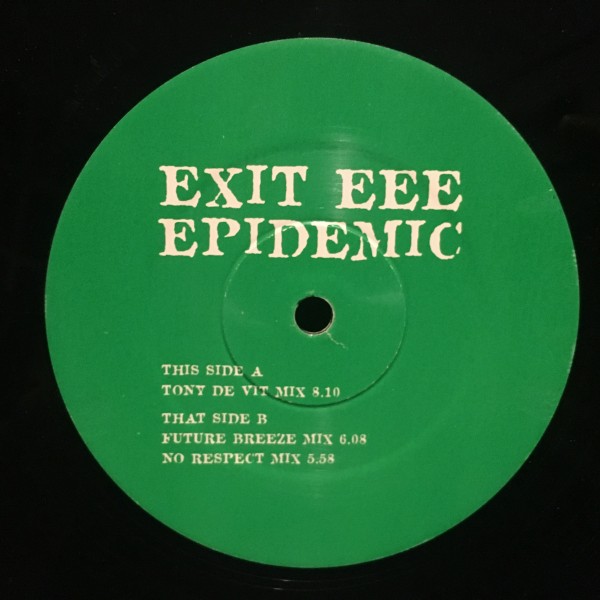 EXIT EEE
EPIDEMIC
THIS SIDE A
TONY DE VIT MIX 8.10
THAT SIDE B
FUTURE BREEZE MIX 6.08
NO RESPECT MIX 5.58